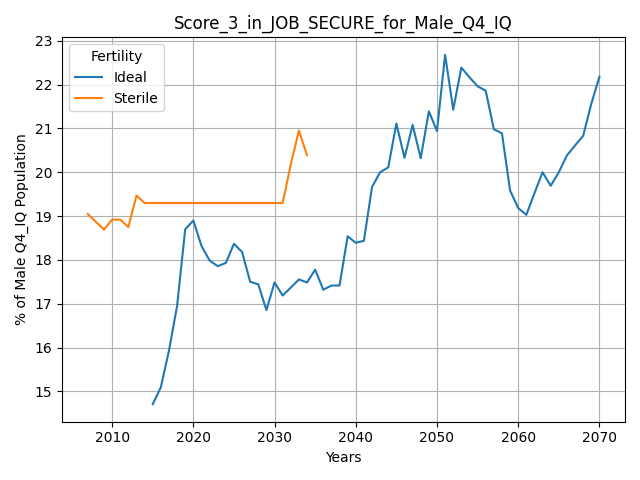 Score_3_in_JOB_SECURE_for_Male_Q4_IQ
Fertility
Ideal
Sterile
% of Male Q4_IQ Population
23
22
21
20
19
18
17
16
15
2010 2020 2030 2040 2050 2060 2070
Years